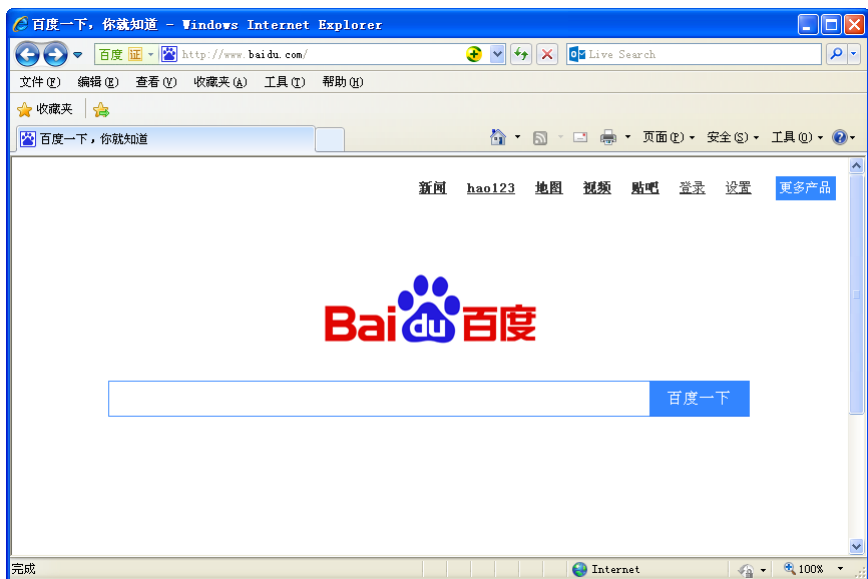 百度一下，你就知道 - Windows Internet Explorer
百度 证 http://www.baidu.com/ Live Search
文件(F) 编辑(E) 查看(V) 收藏夹(A) 工具(T) 帮助(H)
收藏夹
百度一下，你就知道 页面(P) 安全(S) 工具(O)
新闻 hao123 地图 视频 贴吧 登录 设置 更多产品
Bai du 百度
百度一下
完成 Internet 100%